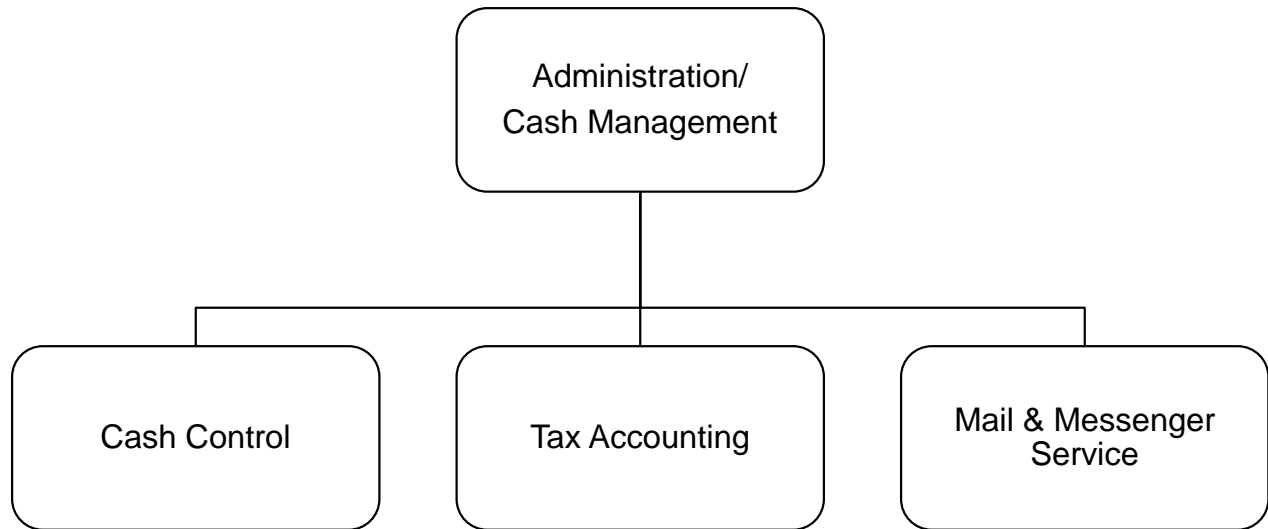 Administration/
Cash Management
Cash Control
Tax Accounting
Mail & Messenger
Service